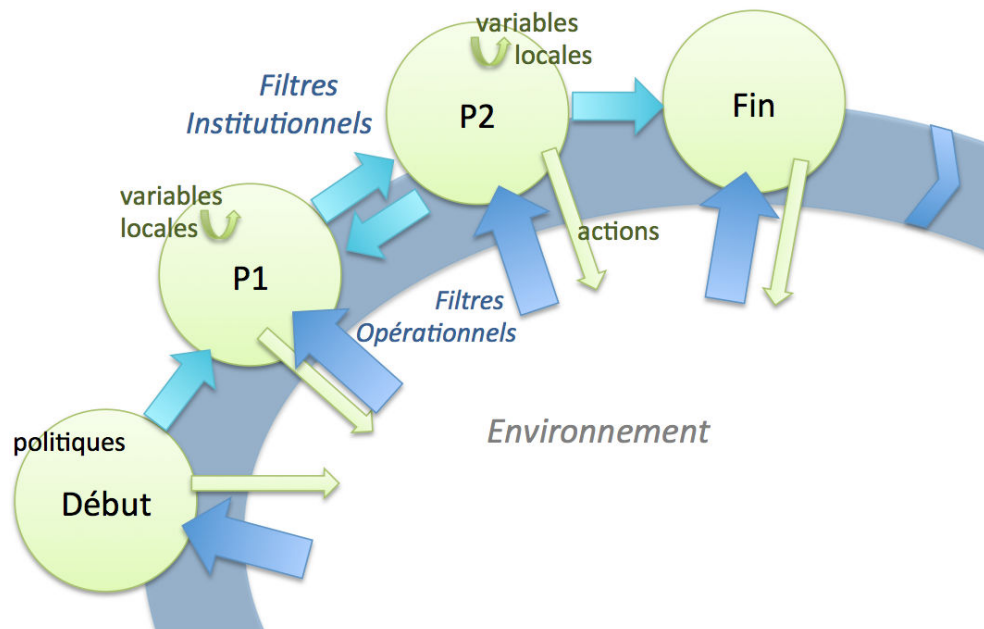 variables
locales
Filtres
Institutionnels
P2
Fin
variables
locales
P1
actions
Filtres
Opérationnels
politiques
Environnement
Début